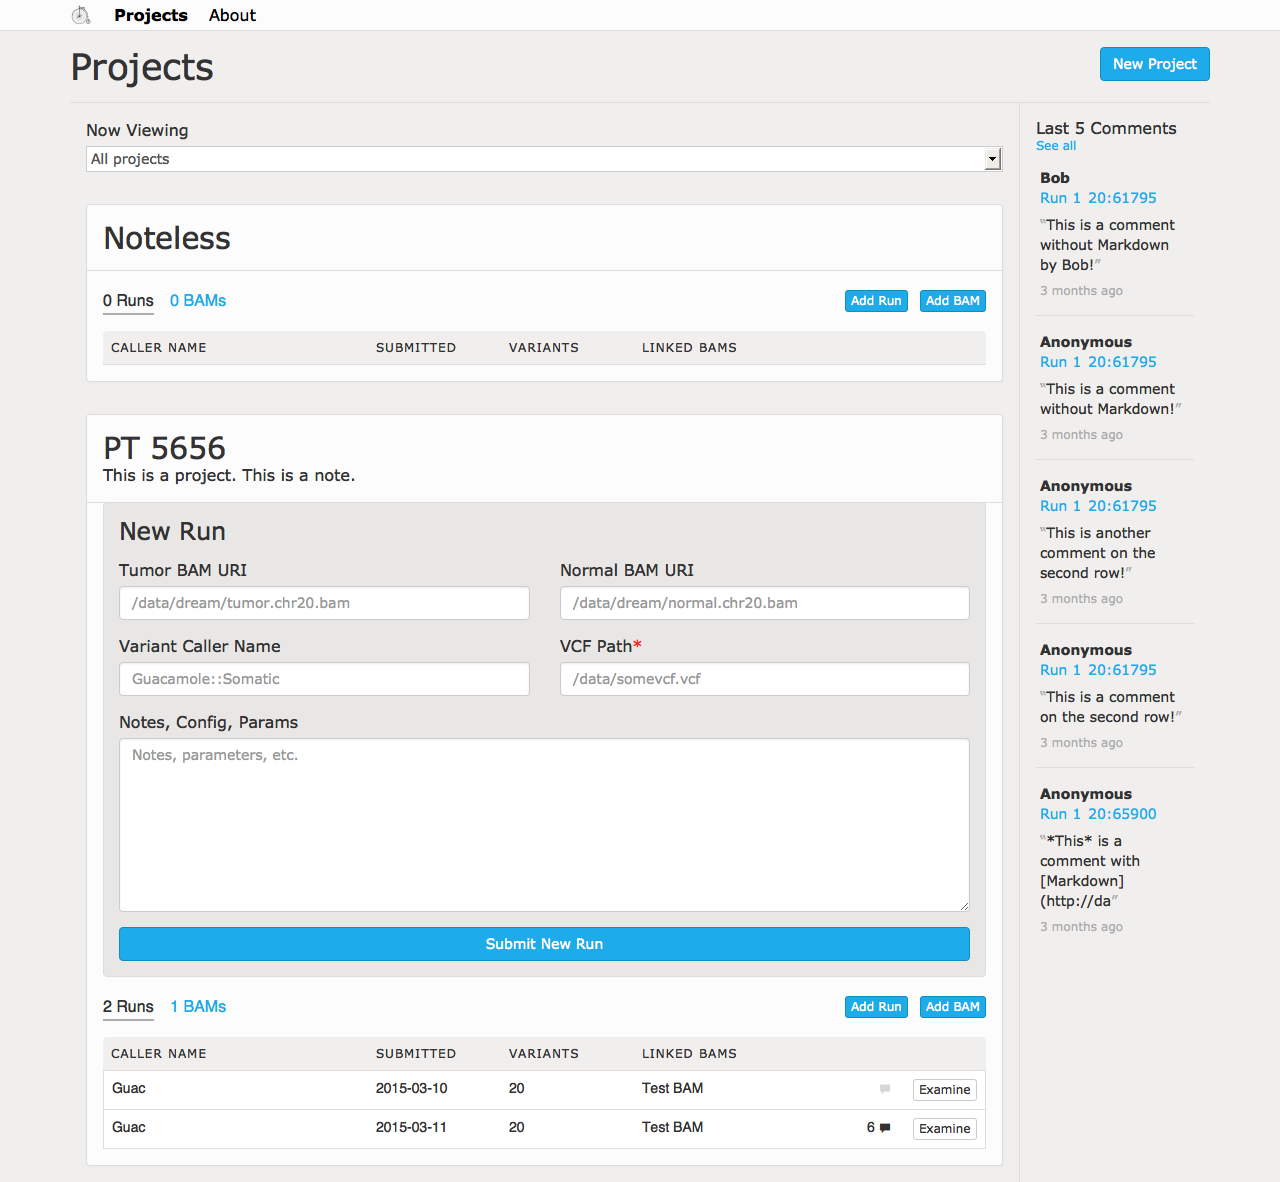 Projects About
Projects
New Project
Now Viewing
All projects
Noteless
0 Runs 0 BAMs Add Run Add BAM
CALLER NAME SUBMITTED VARIANTS LINKED BAMS
PT 5656
This is a project. This is a note.
New Run
Tumor BAM URI Normal BAM URI
/data/dream/tumor.chr20.bam /data/dream/normal.chr20.bam
Variant Caller Name VCF Path*
Guacamole::Somatic /data/somevcf.vcf
Notes, Config, Params
Notes, parameters, etc.
Submit New Run
2 Runs 1 BAMs Add Run Add BAM
CALLER NAME SUBMITTED VARIANTS LINKED BAMS
Guac 2015-03-10 20 Test BAM Examine
Guac 2015-03-11 20 Test BAM 6 Examine
Last 5 Comments
See all
Bob
Run 1 20:61795
“This is a comment
without Markdown
by Bob!”
3 months ago
Anonymous
Run 1 20:61795
“This is a comment
without Markdown!”
3 months ago
Anonymous
Run 1 20:61795
“This is another
comment on the
second row!”
3 months ago
Anonymous
Run 1 20:61795
“This is a comment
on the second row!”
3 months ago
Anonymous
Run 1 20:65900
“*This* is a
comment with
[Markdown]
(http://da”
3 months ago